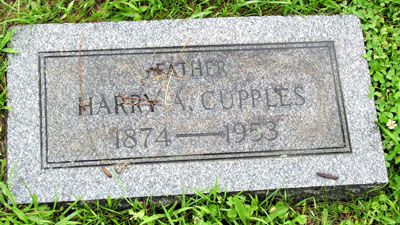 FATHER
HARRY A. CUPPLES
1874—1953